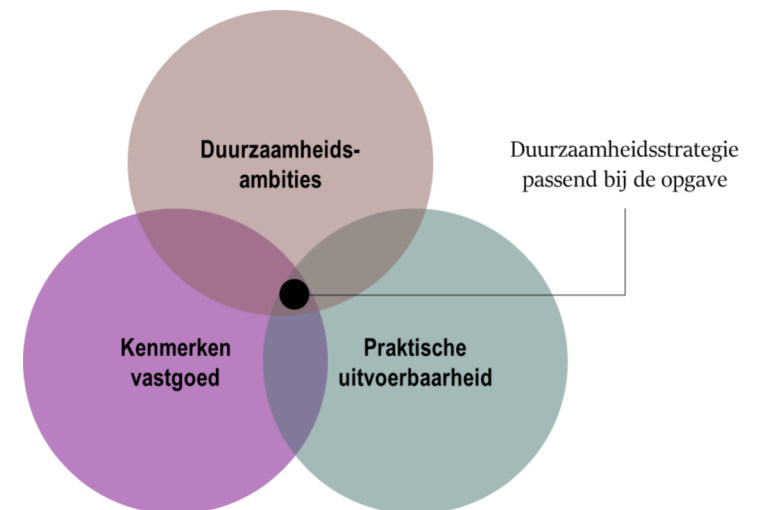 Duurzaamheids-
ambities
Duurzaamheidsstrategie
passend bij de opgave
Kenmerken
vastgoed
Praktische
uitvoerbaarheid